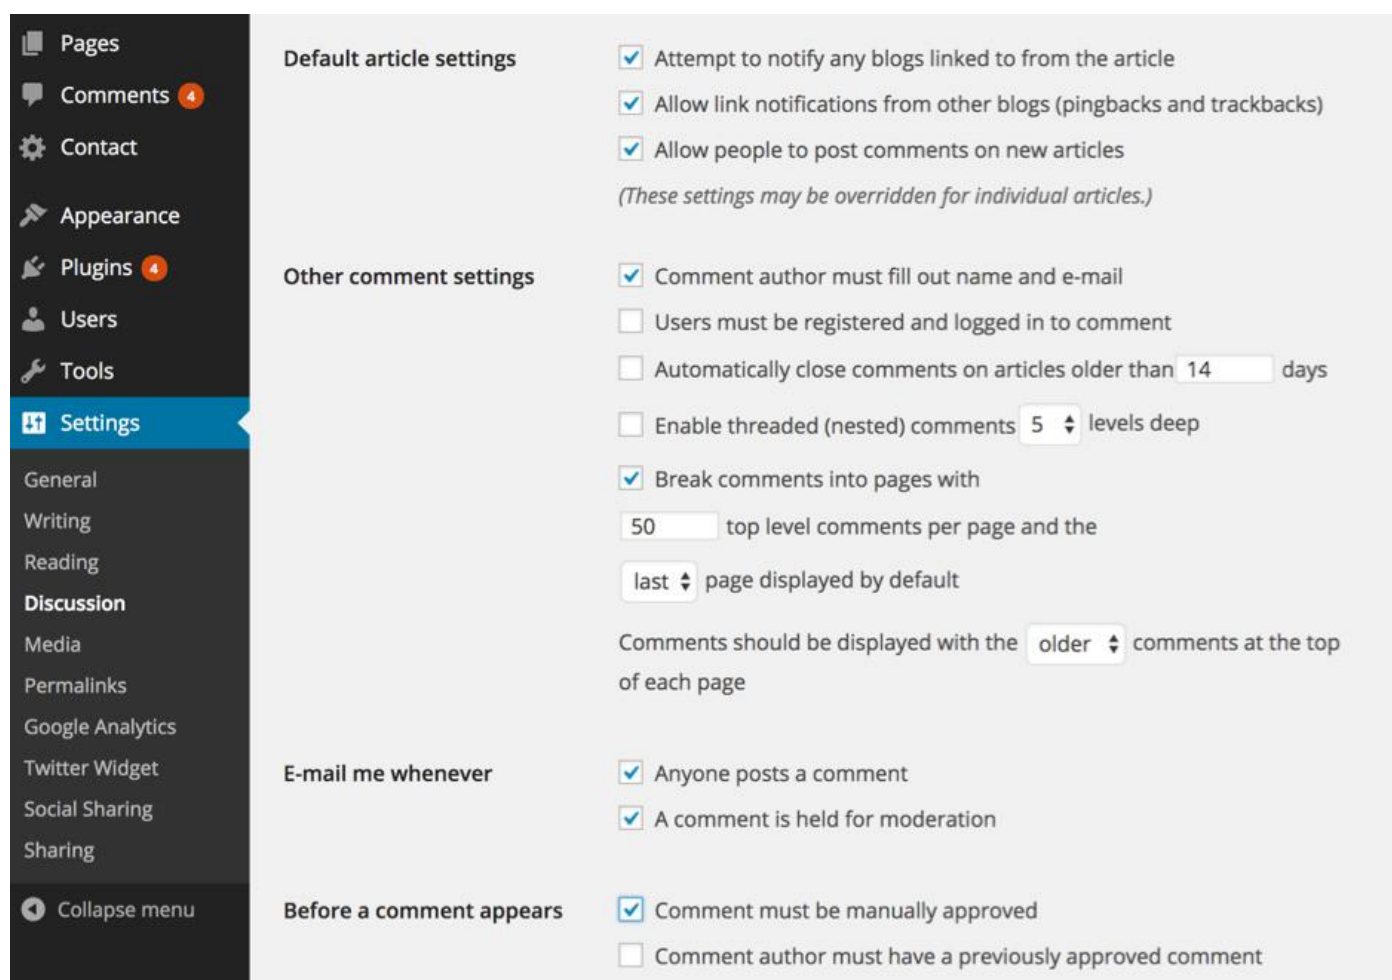 Pages
Comments 4
Contact
Appearance
Plugins 4
Users
Tools
Settings
General
Writing
Reading
Discussion
Media
Permalinks
Google Analytics
Twitter Widget
Social Sharing
Sharing
Collapse menu
Default article settings
Attempt to notify any blogs linked to from the article
Allow link notifications from other blogs (pingbacks and trackbacks)
Allow people to post comments on new articles
(These settings may be overridden for individual articles.)
Other comment settings
Comment author must fill out name and e-mail
Users must be registered and logged in to comment
Automatically close comments on articles older than 14 days
Enable threaded (nested) comments 5 levels deep
Break comments into pages with
50 top level comments per page and the
last page displayed by default
Comments should be displayed with the older comments at the top
of each page
E-mail me whenever
Anyone posts a comment
A comment is held for moderation
Before a comment appears
Comment must be manually approved
Comment author must have a previously approved comment